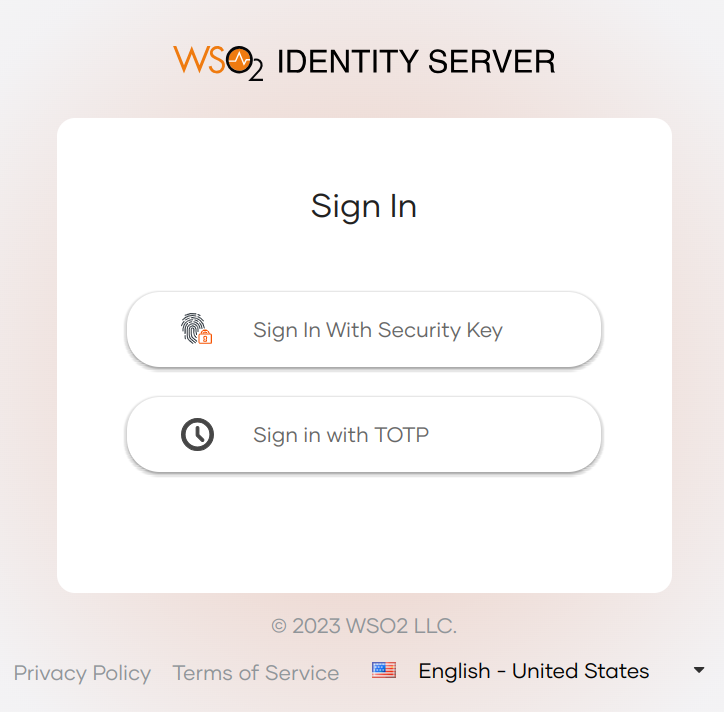 WSO2 IDENTITY SERVER
Sign In
Sign In With Security Key
Sign in with TOTP
© 2023 WSO2 LLC.
Privacy Policy Terms of Service English - United States